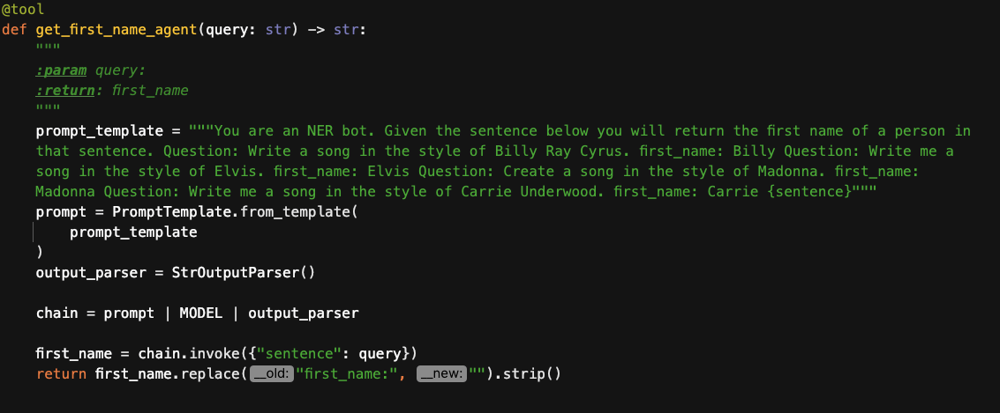 @tool
def get_first_name_agent(query: str) -> str:
"""
:param query:
:return: first_name
"""
prompt_template = """You are an NER bot. Given the sentence below you will return the first name of a person in
that sentence. Question: Write a song in the style of Billy Ray Cyrus. first_name: Billy Question: Write me a
song in the style of Elvis. first_name: Elvis Question: Create a song in the style of Madonna. first_name:
Madonna Question: Write me a song in the style of Carrie Underwood. first_name: Carrie {sentence}"""
prompt = PromptTemplate.from_template(
prompt_template
)
output_parser = StrOutputParser()
chain = prompt | MODEL | output_parser
first_name = chain.invoke({"sentence": query})
return first_name.replace(__old: "first_name:", __new: "").strip()